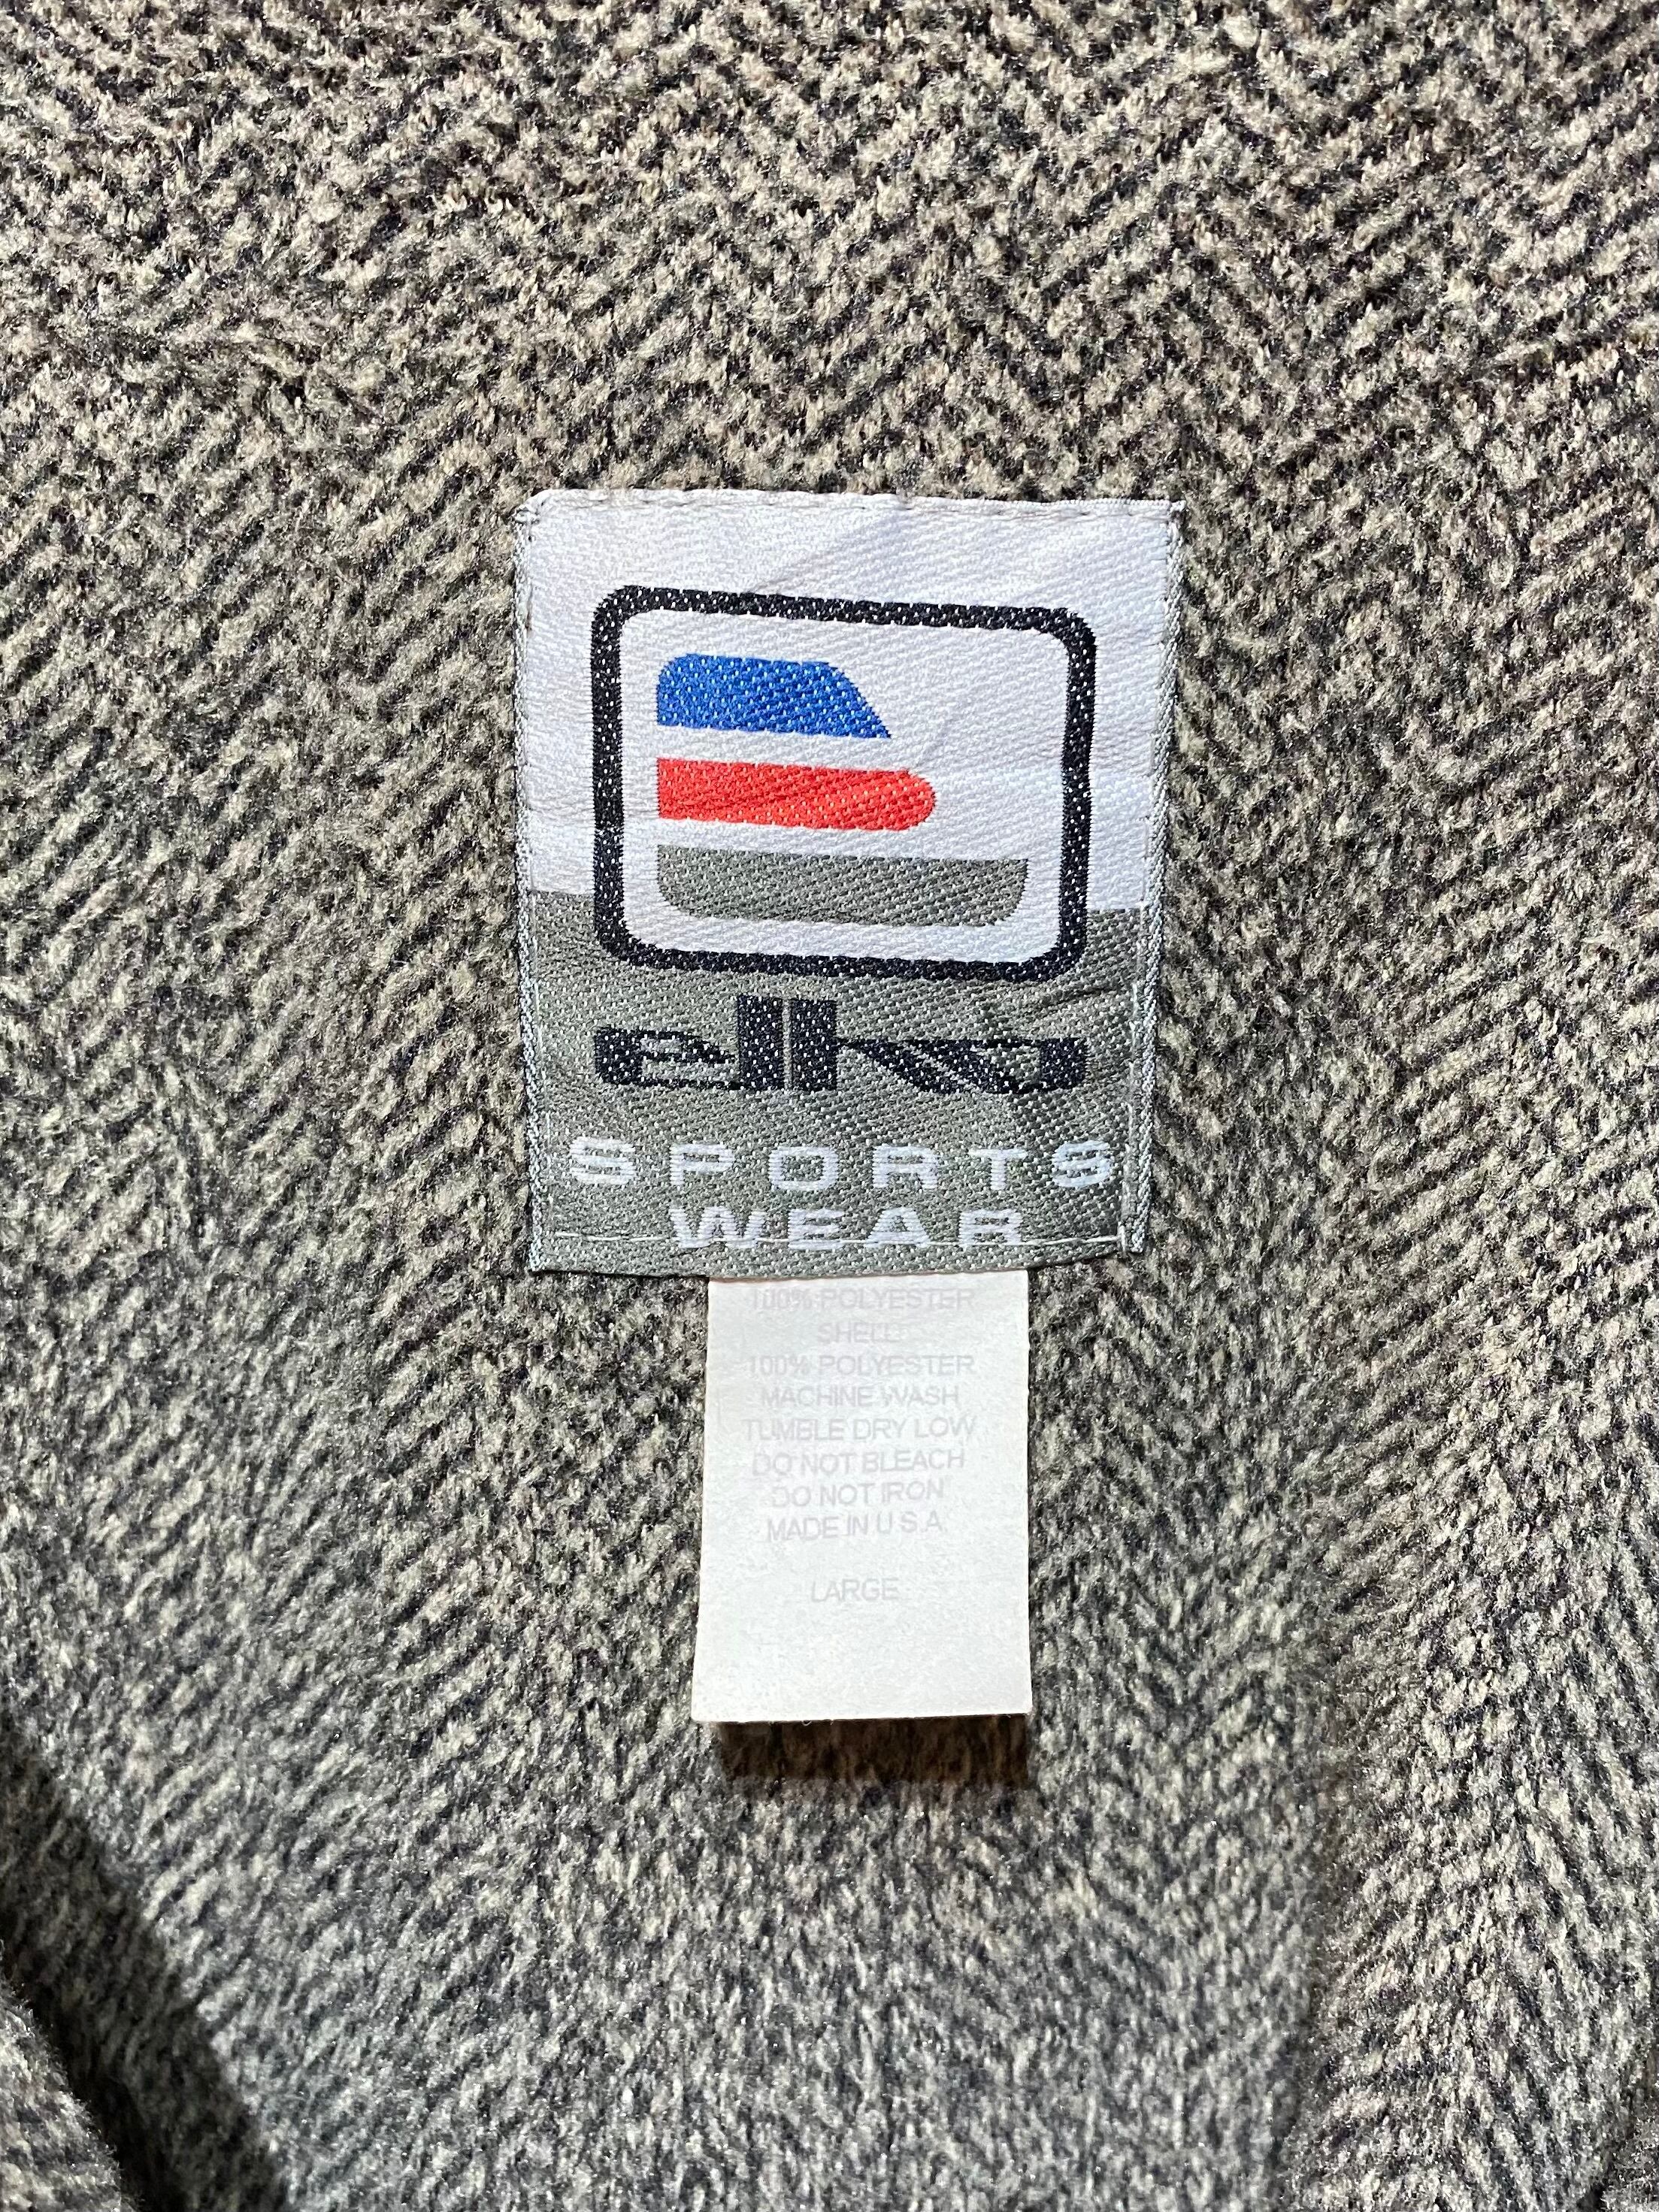 elko
SPORTS
WEAR
100% POLYESTER
SHELL:
100% POLYESTER
MACHINE WASH
TUMBLE DRY LOW
DO NOT BLEACH
DO NOT IRON
MADE IN U.S.A.
LARGE